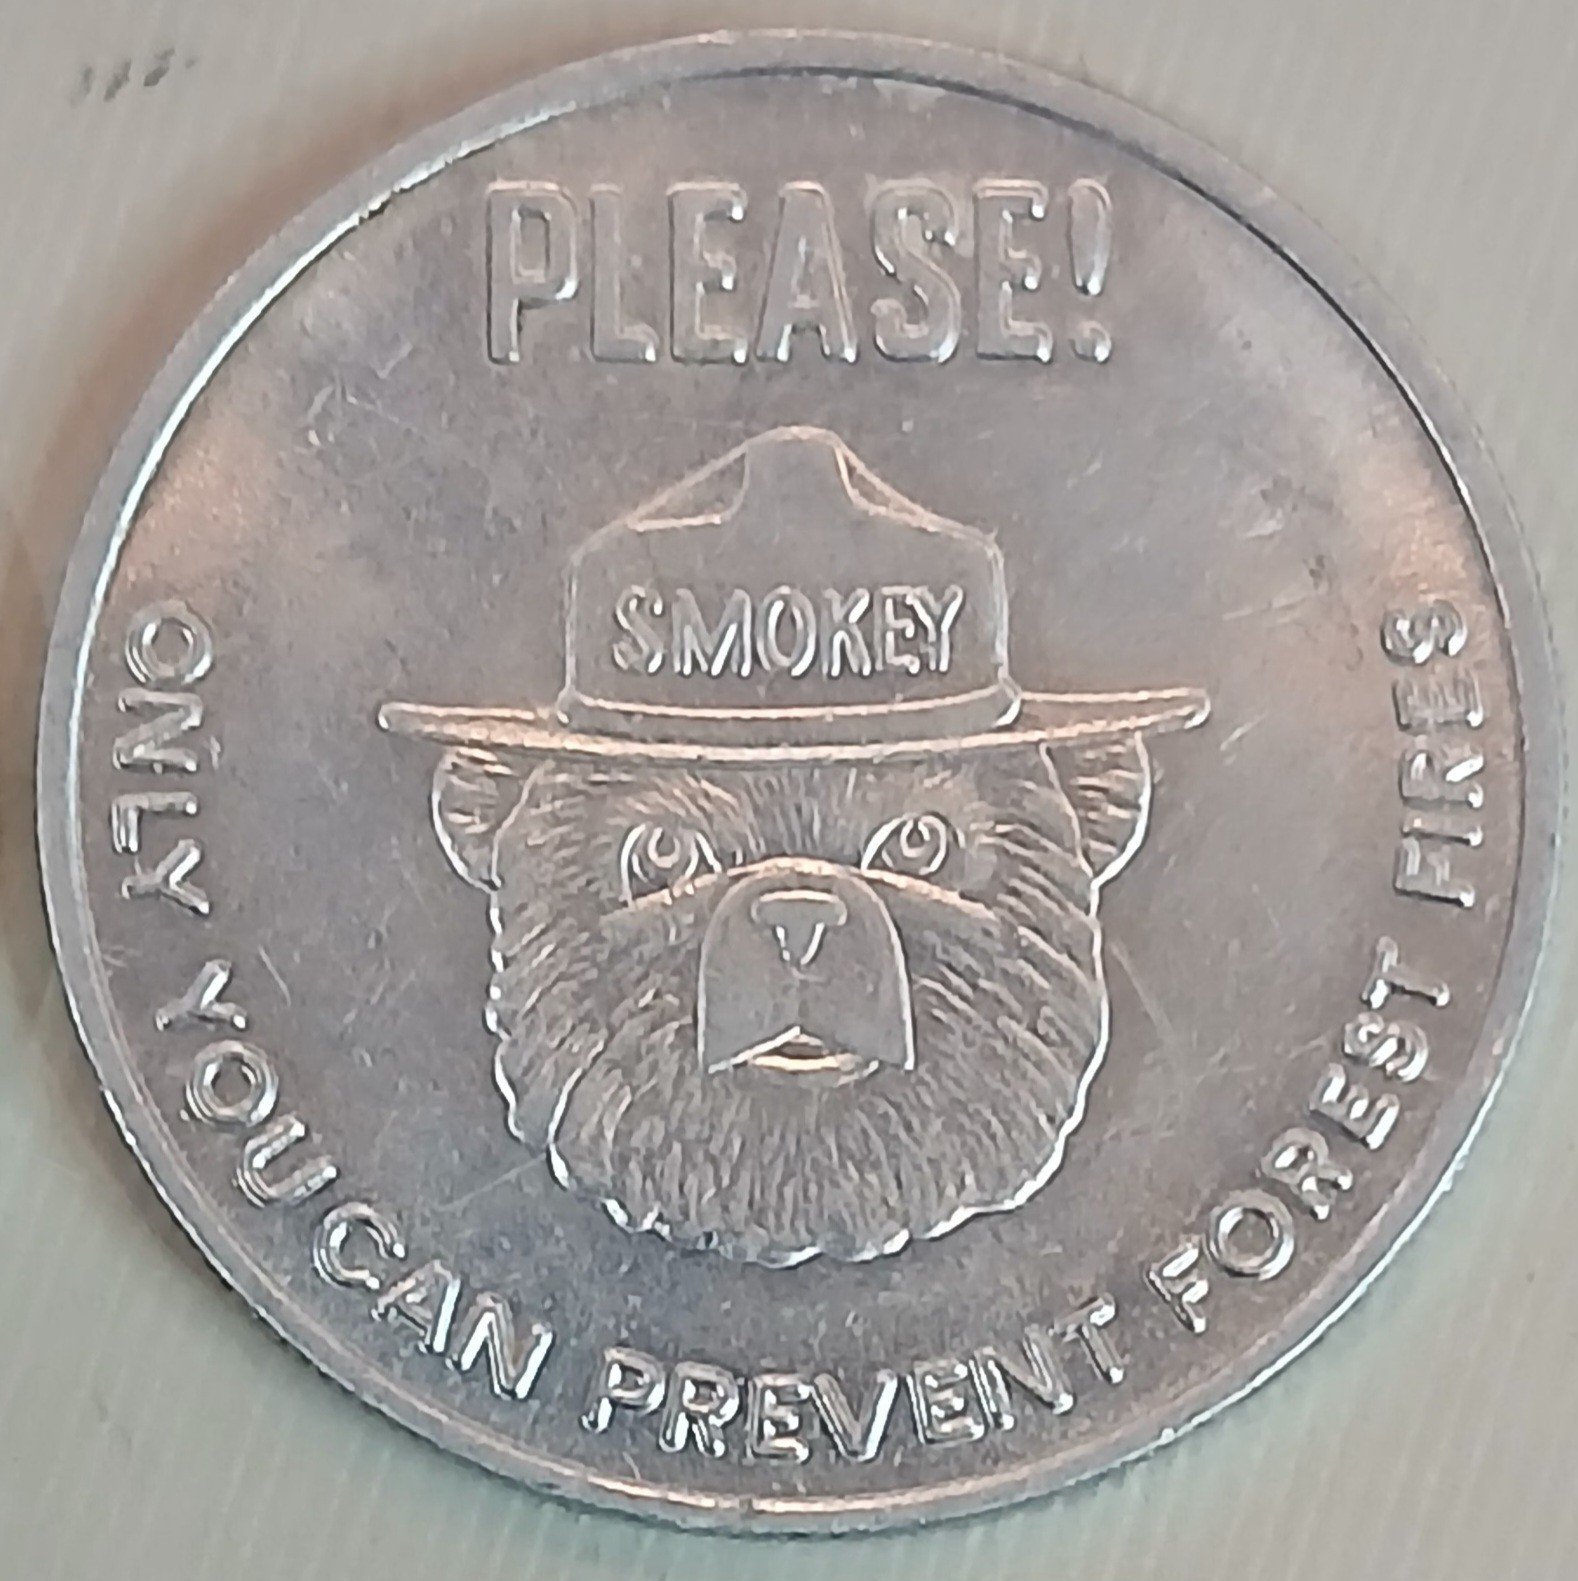 PLEASE!
SMOKEY
ONLY YOU CAN PREVENT FOREST FIRES